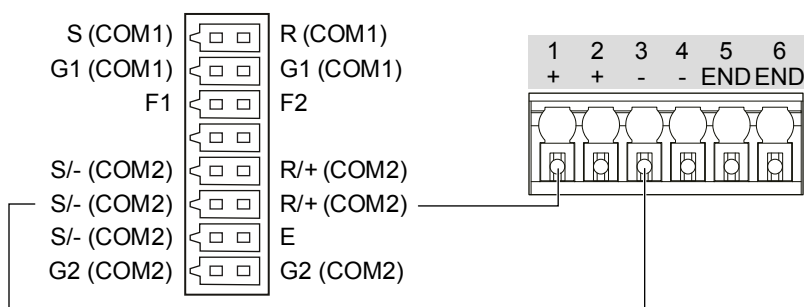 S (COM1) R (COM1)
G1 (COM1) G1 (COM1)
F1 F2
S/- (COM2) R/+ (COM2)
S/- (COM2) R/+ (COM2)
S/- (COM2) E
G2 (COM2) G2 (COM2)
1 2 3 4 5 6
+ + - - END END